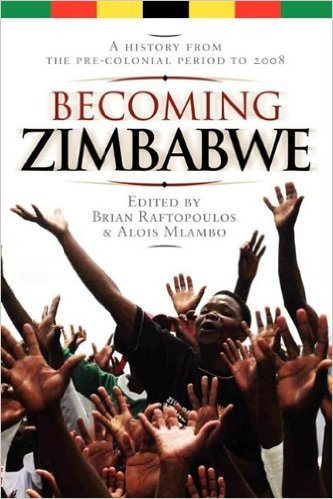 A HISTORY FROM
THE PRE-COLONIAL PERIOD TO 2008
BECOMING
ZIMBABWE
EDITED BY
BRIAN RAFTOPOULOS
& ALOIS MLAMBO